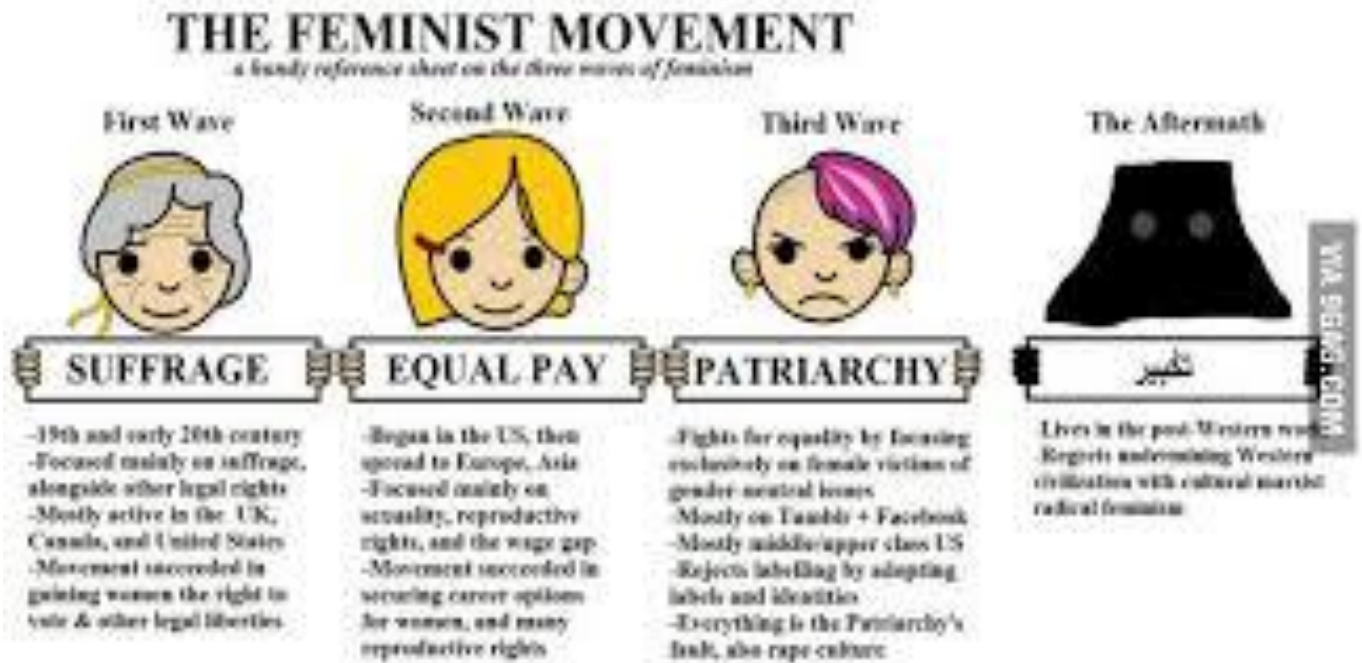 THE FEMINIST MOVEMENT
a handy reference sheet on the three waves of feminism
First Wave
SUFFRAGE
-19th and early 20th century
-Focused mainly on suffrage,
alongside other legal rights
-Mostly active in the UK,
Canada, and United States
-Movement succeeded in
gaining women the right to
vote & other legal liberties
Second Wave
EQUAL PAY
-Began in the US, then
spread to Europe, Asia
-Focused mainly on
sexuality, reproductive
rights, and the wage gap
-Movement succeeded in
securing career options
for women, and many
reproductive rights
Third Wave
PATRIARCHY
-Fights for equality by focusing
exclusively on female victims of
gender-neutral issues
-Mostly on Tumblr + Facebook
-Mostly middle/upper class US
-Rejects labelling by adopting
labels and identities
-Everything is the Patriarchy's
fault, also rape culture
The Aftermath
تكبير
Lives in the post-Western
Regrets undermining Western
civilization with cultural marxist
radical feminism
VIA 9GAG.COM